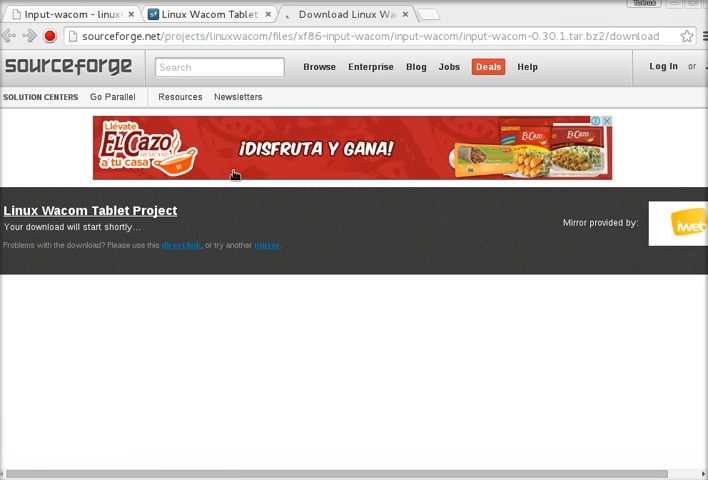 Input-wacom - linuxw
Linux Wacom Tablet
Download Linux Wa
sourceforge.net/projects/linuxwacom/files/xf86-input-wacom/input-wacom/input-wacom-0.30.1.tar.bz2/download
sourceforge
Search
Browse Enterprise Blog Jobs Deals Help
Log In or
SOLUTION CENTERS Go Parallel Resources Newsletters
Llévate
EL CAZO
MEXICANO
a tu casa
¡DISFRUTA Y GANA!
Linux Wacom Tablet Project
Your download will start shortly...
Problems with the download? Please use this direct link, or try another mirror.
Mirror provided by:
iweb